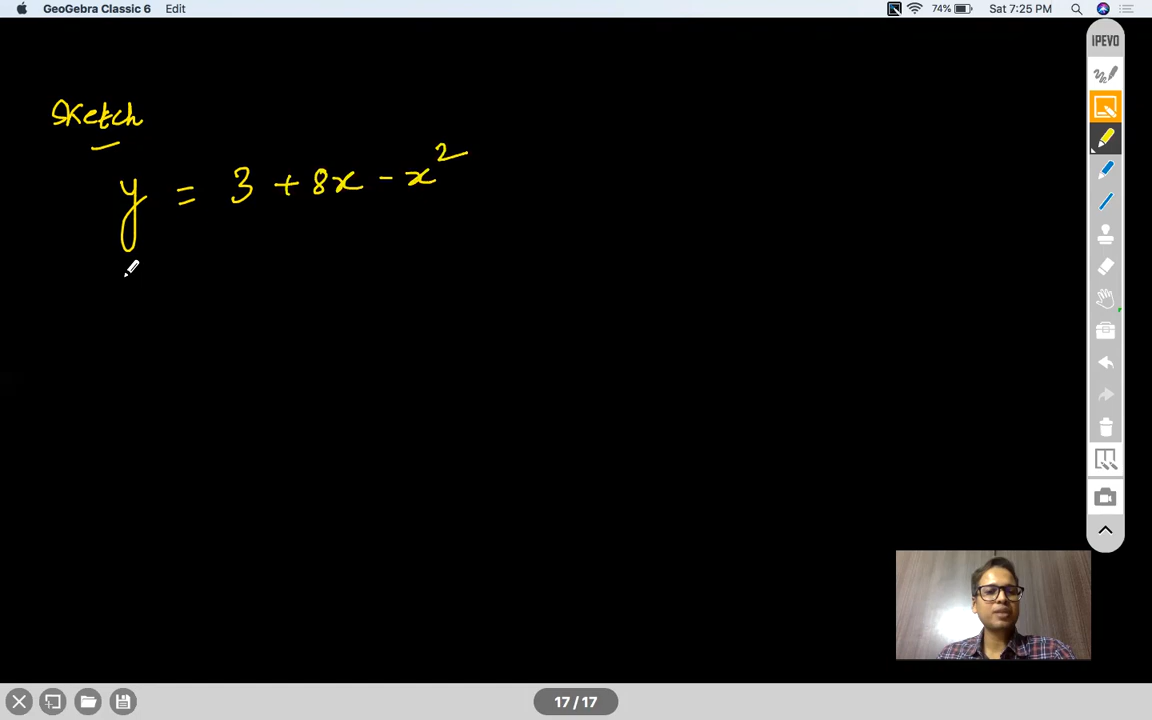 GeoGebra Classic 6 Edit 74% Sat 7:25 PM
IPEVO
Sketch
y = 3 + 8x - x²
17 / 17